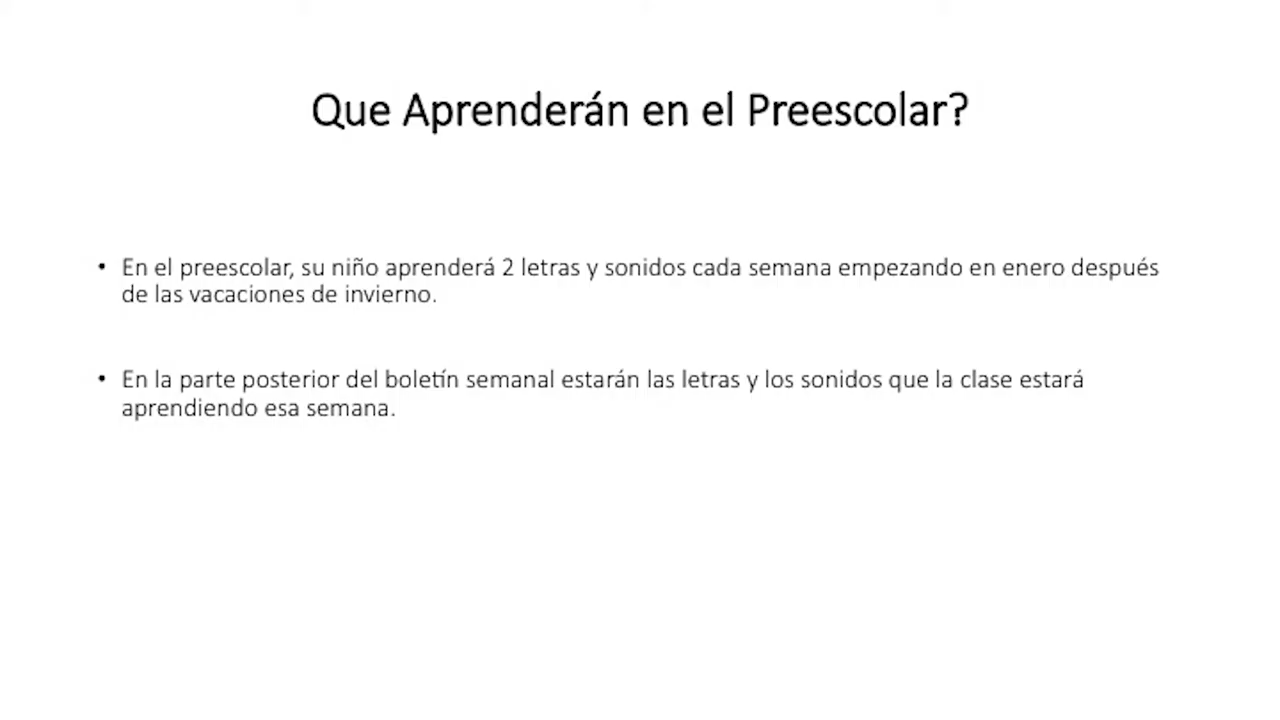 Que Aprenderán en el Preescolar?
• En el preescolar, su niño aprenderá 2 letras y sonidos cada semana empezando en enero después
de las vacaciones de invierno.
• En la parte posterior del boletín semanal estarán las letras y los sonidos que la clase estará
aprendiendo esa semana.